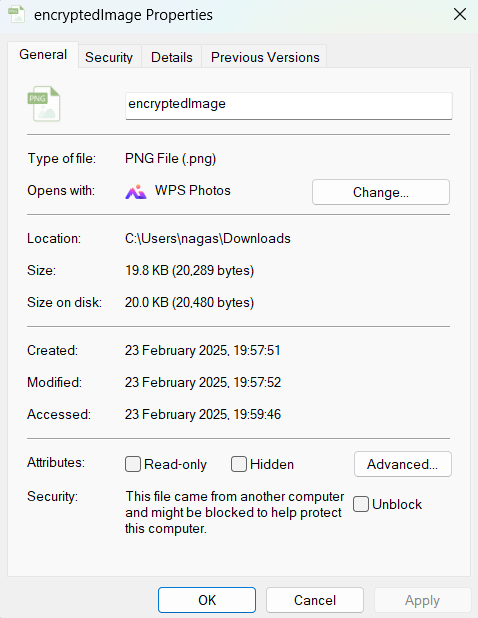 encryptedImage Properties
General Security Details Previous Versions
PNG
encryptedImage
Type of file: PNG File (.png)
Opens with: WPS Photos Change...
Location: C:\Users\nagas\Downloads
Size: 19.8 KB (20,289 bytes)
Size on disk: 20.0 KB (20,480 bytes)
Created: 23 February 2025, 19:57:51
Modified: 23 February 2025, 19:57:52
Accessed: 23 February 2025, 19:59:46
Attributes: Read-only Hidden Advanced...
Security: This file came from another computer
and might be blocked to help protect
this computer.
Unblock
OK Cancel Apply